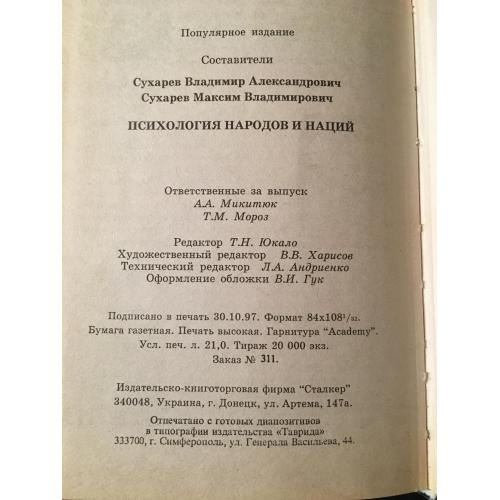 Популярное издание
Составители
Сухарев Владимир Александрович
Сухарев Максим Владимирович
ПСИХОЛОГИЯ НАРОДОВ И НАЦИЙ
Ответственные за выпуск
А.А. Микитюк
Т.М. Мороз
Редактор Т.Н. Юкало
Художественный редактор В.В. Харисов
Технический редактор Л.А. Андриенко
Оформление обложки В.И. Гук
Подписано в печать 30.10.97. Формат 84х108¹/₃₂.
Бумага газетная. Печать высокая. Гарнитура "Academy".
Усл. печ. л. 21,0. Тираж 20 000 экз.
Заказ № 311.
Издательско-книготорговая фирма "Сталкер"
340048, Украина, г. Донецк, ул. Артема, 147а.
Отпечатано с готовых диапозитивов
в типографии издательства «Таврида»
333700, г. Симферополь, ул. Генерала Васильева, 44.